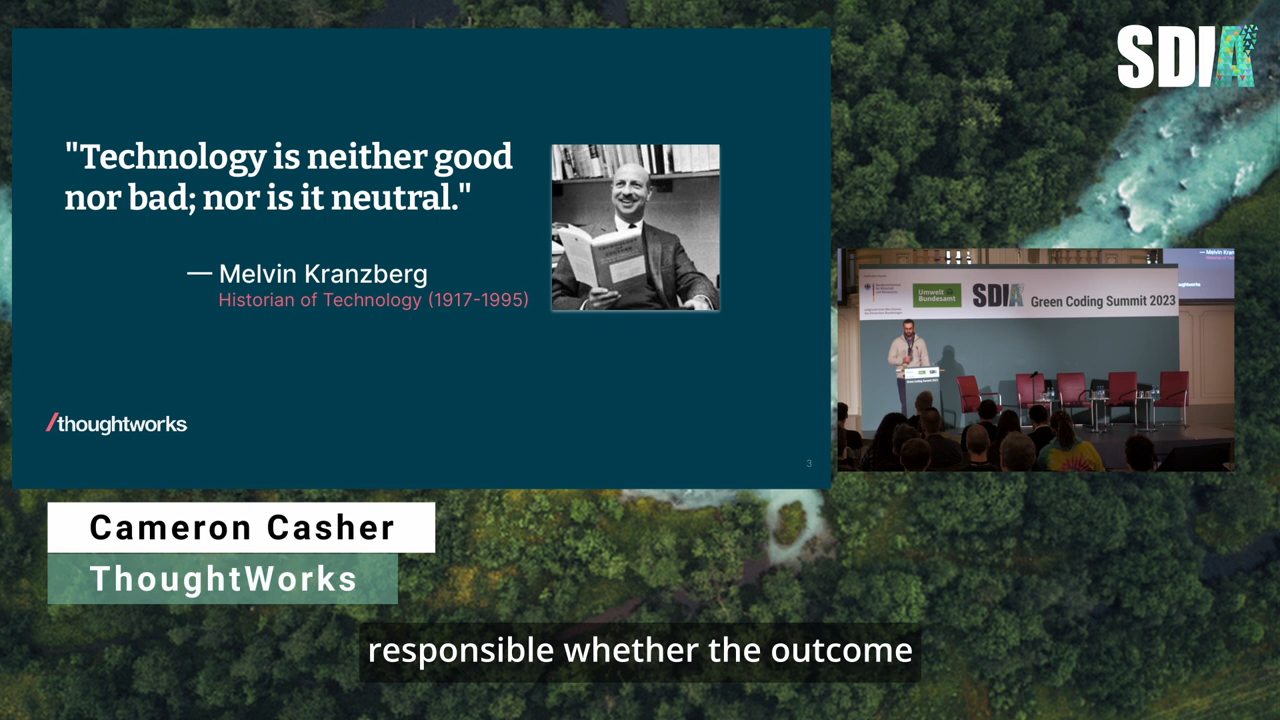 SDIA
"Technology is neither good
nor bad; nor is it neutral."
— Melvin Kranzberg
Historian of Technology (1917-1995)
/thoughtworks
3
Umwelt
Bundesamt
SDIA
Green Coding Summit 2023
Cameron Casher
ThoughtWorks
responsible whether the outcome